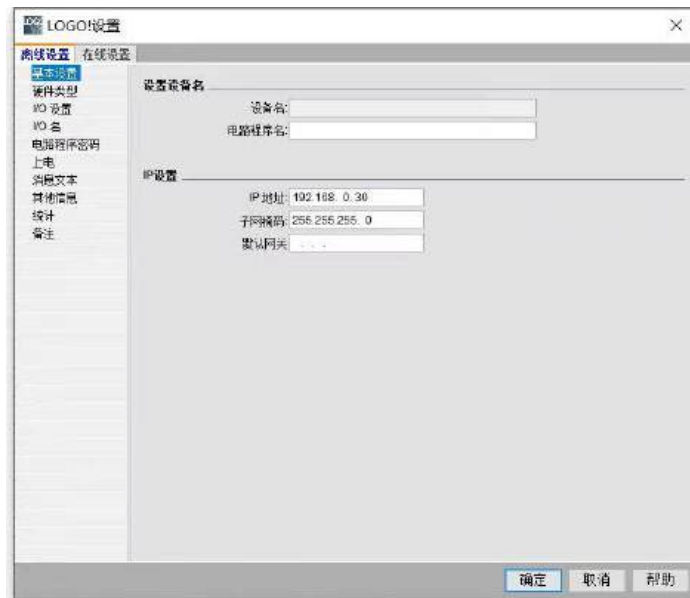 LOGO!设置
离线设置 在线设置
基本设置
硬件类型
I/O 设置
I/O 名
电路程序密码
上电
消息文本
其他信息
统计
备注
设置设备名
设备名:
电路程序名:
IP设置
IP 地址: 192.168. 0.30
子网掩码: 255.255.255. 0
默认网关 . . .
确定 取消 帮助